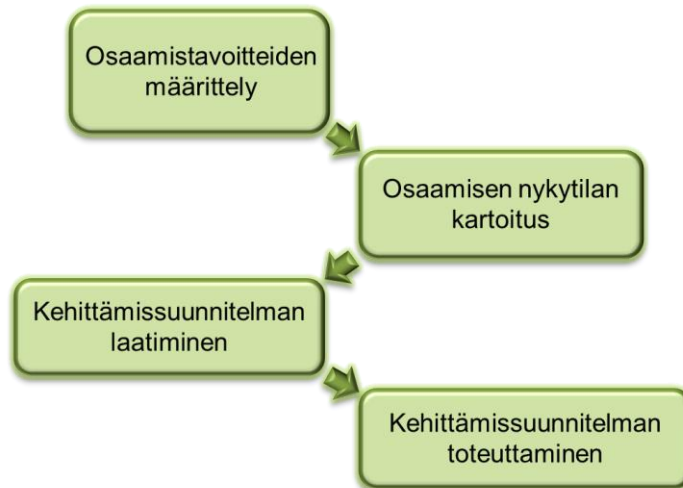 Osaamistavoitteiden
määrittely
Osaamisen nykytilan
kartoitus
Kehittämissuunnitelman
laatiminen
Kehittämissuunnitelman
toteuttaminen